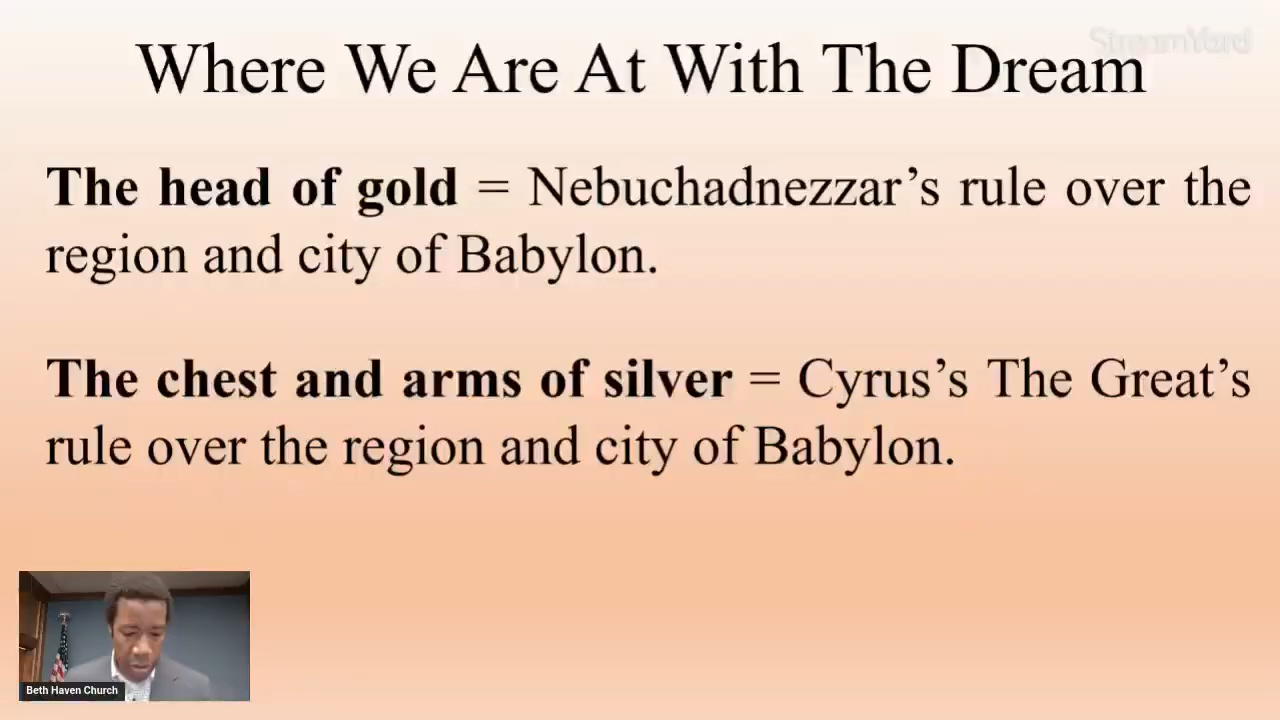 StreamYard
Where We Are At With The Dream
The head of gold = Nebuchadnezzar’s rule over the
region and city of Babylon.
The chest and arms of silver = Cyrus’s The Great’s
rule over the region and city of Babylon.
Beth Haven Church